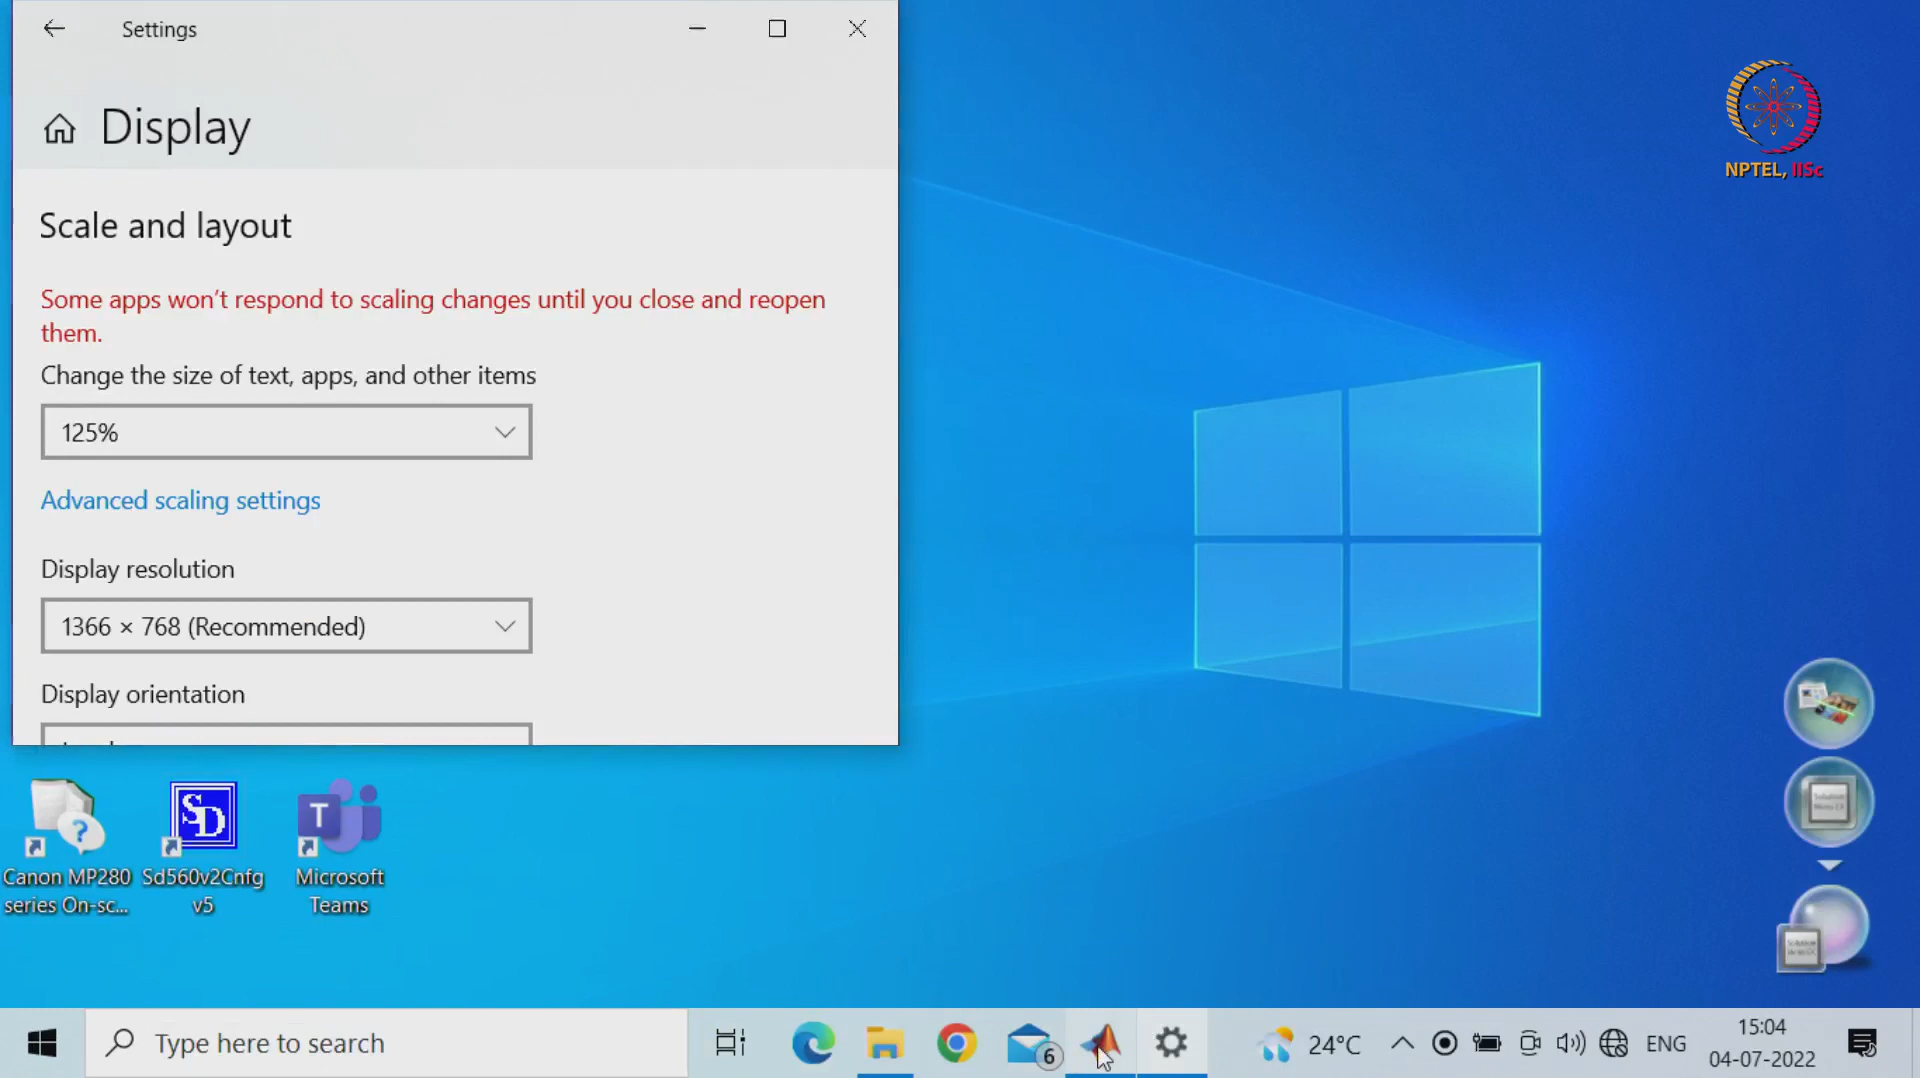 Settings
Display
Scale and layout
Some apps won’t respond to scaling changes until you close and reopen
them.
Change the size of text, apps, and other items
125%
Advanced scaling settings
Display resolution
1366 × 768 (Recommended)
Display orientation
NPTEL, IISc
Canon MP280
series On-sc...
SD
Sd560v2Cnfg
v5
T
Microsoft
Teams
Type here to search
6
24°C
ENG
15:04
04-07-2022